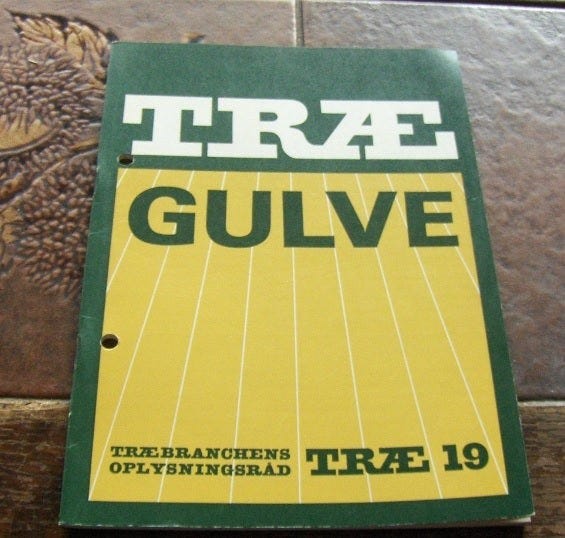 TRÆ
GULVE
TRÆBRANCHENS
OPLYSNINGSRÅD
TRÆ 19